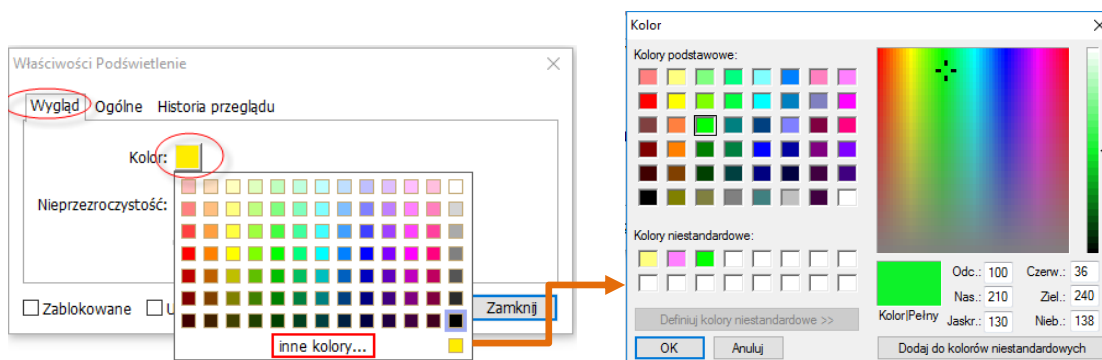 Właściwości Podświetlenie
Wygląd Ogólne Historia przeglądu
Kolor:
Nieprzezroczystość:
Zablokowane U
Zamknij
inne kolory...
Kolor
Kolory podstawowe:
Kolory niestandardowe:
Definiuj kolory niestandardowe >>
OK Anuluj
Kolor|Pełny
Odc.: 100 Czerw.: 36
Nas.: 210 Ziel.: 240
Jaskr.: 130 Nieb.: 138
Dodaj do kolorów niestandardowych